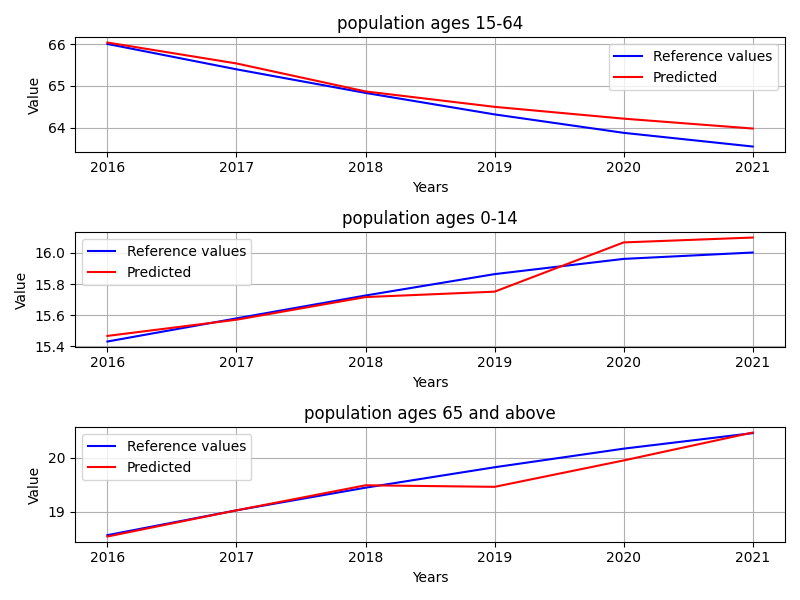 population ages 15-64
66
65
64
Value
Reference values
Predicted
2016 2017 2018 2019 2020 2021
Years
population ages 0-14
16.0
15.8
15.6
15.4
Value
Reference values
Predicted
2016 2017 2018 2019 2020 2021
Years
population ages 65 and above
20
19
Value
Reference values
Predicted
2016 2017 2018 2019 2020 2021
Years